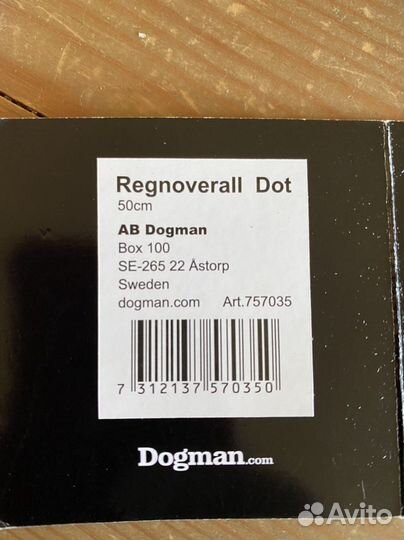 Regnoverall Dot
50cm
AB Dogman
Box 100
SE-265 22 Åstorp
Sweden
dogman.com Art.757035
7 312137 570350
Dogman.com
Avito